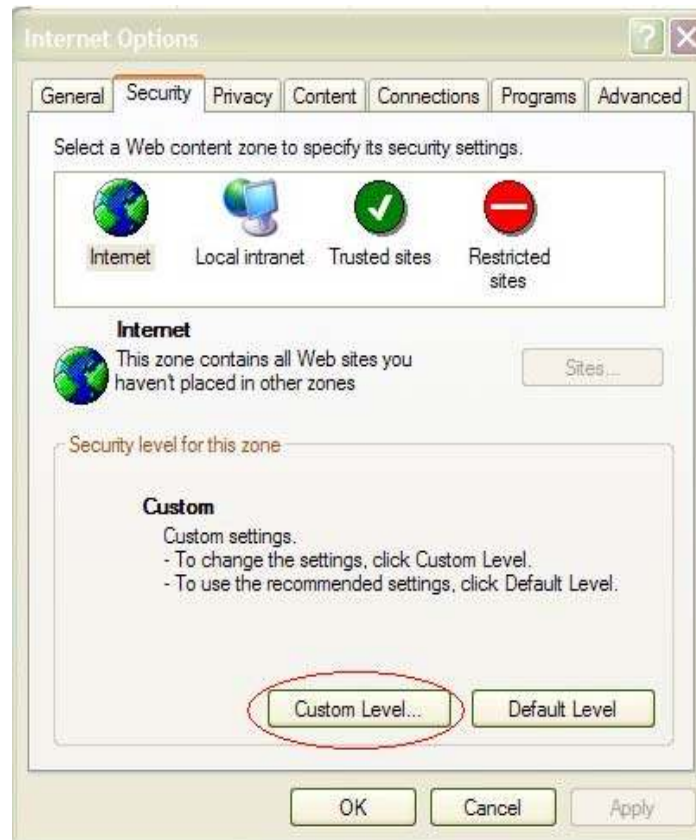 Internet Options
?
X
General Security Privacy Content Connections Programs Advanced
Select a Web content zone to specify its security settings.
Internet Local intranet Trusted sites Restricted
sites
Internet
This zone contains all Web sites you
haven't placed in other zones
Sites...
Security level for this zone
Custom
Custom settings.
- To change the settings, click Custom Level.
- To use the recommended settings, click Default Level.
Custom Level... Default Level
OK Cancel Apply